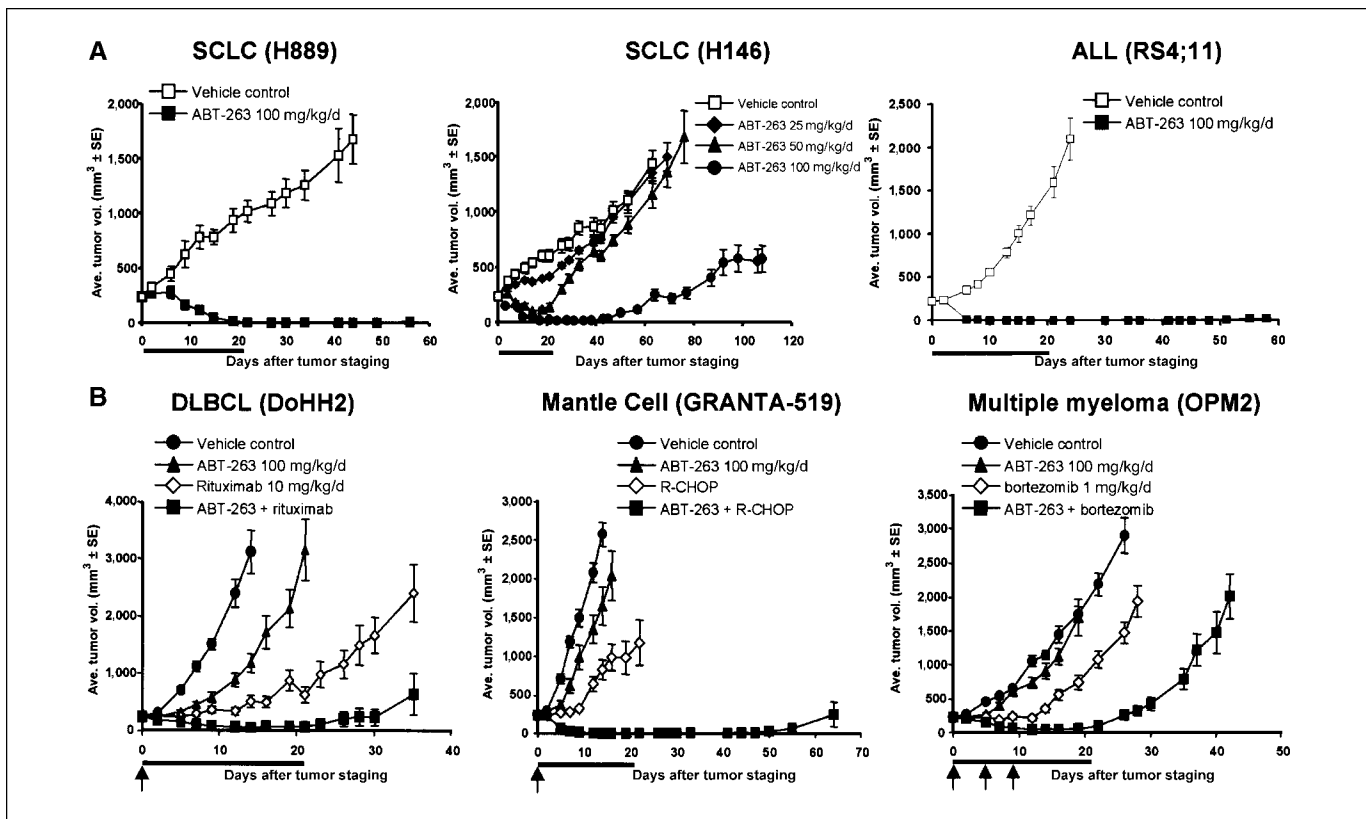 A
SCLC (H889)
Vehicle control
ABT-263 100 mg/kg/d
Ave. tumor vol. (mm³ ± SE)
2,000
1,500
1,000
500
0
0 10 20 30 40 50 60
Days after tumor staging
SCLC (H146)
Vehicle control
ABT-263 25 mg/kg/d
ABT-263 50 mg/kg/d
ABT-263 100 mg/kg/d
Ave. tumor vol. (mm³ ± SE)
2,000
1,500
1,000
500
0
0 20 40 60 80 100 120
Days after tumor staging
ALL (RS4;11)
Vehicle control
ABT-263 100 mg/kg/d
Ave. tumor vol. (mm³ ± SE)
2,500
2,000
1,500
1,000
500
0
0 10 20 30 40 50 60
Days after tumor staging
B
DLBCL (DoHH2)
Vehicle control
ABT-263 100 mg/kg/d
Rituximab 10 mg/kg/d
ABT-263 + rituximab
Ave. tumor vol. (mm³ ± SE)
4,000
3,000
2,000
1,000
0
0 10 20 30 40
Days after tumor staging
Mantle Cell (GRANTA-519)
Vehicle control
ABT-263 100 mg/kg/d
R-CHOP
ABT-263 + R-CHOP
Ave. tumor vol. (mm³ ± SE)
3,000
2,500
2,000
1,500
1,000
500
0
0 10 20 30 40 50 60 70
Days after tumor staging
Multiple myeloma (OPM2)
Vehicle control
ABT-263 100 mg/kg/d
bortezomib 1 mg/kg/d
ABT-263 + bortezomib
Ave. tumor vol. (mm³ ± SE)
3,500
3,000
2,500
2,000
1,500
1,000
500
0
0 10 20 30 40 50
Days after tumor staging